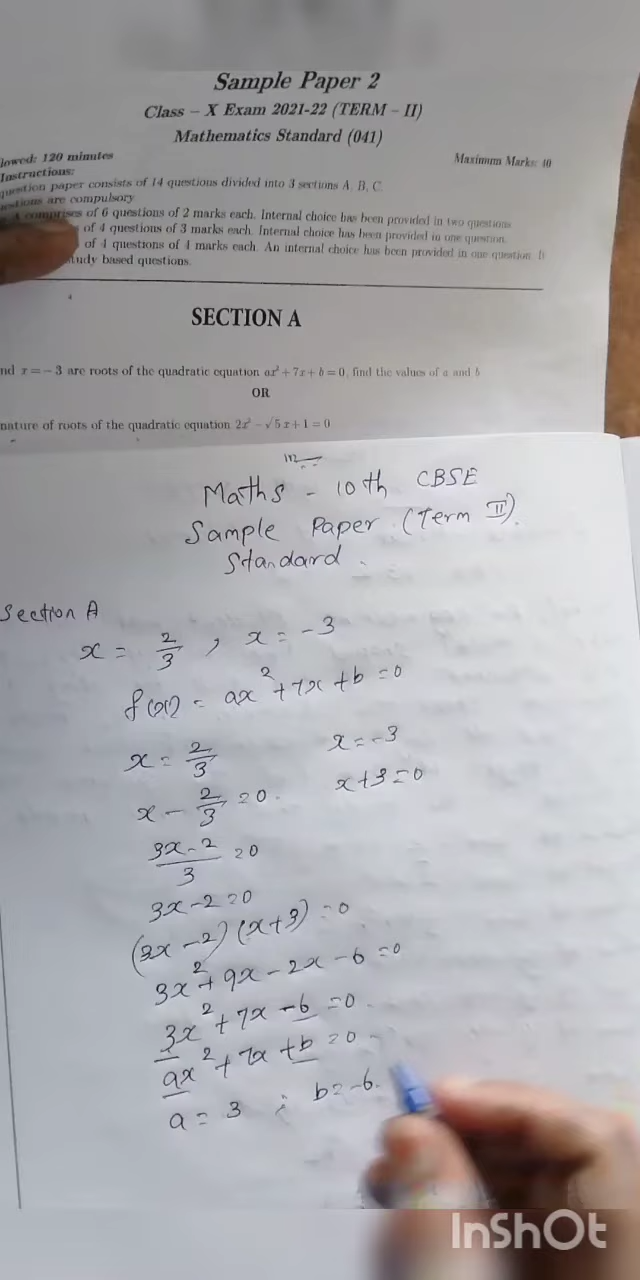 Sample Paper 2
Class – X Exam 2021-22 (TERM – II)
Mathematics Standard (041)
lowed: 120 minutes Maximum Marks: 40
Instructions:
question paper consists of 14 questions divided into 3 sections A, B, C.
are compulsory
comprises of 6 questions of 2 marks each. Internal choice has been provided in two questions
of 4 questions of 3 marks each. Internal choice has been provided in one question.
of 4 questions of 4 marks each. An internal choice has been provided in one question. It
study based questions.
SECTION A
nd x = – 3 are roots of the quadratic equation ax² + 7x + b = 0, find the values of a and b
OR
nature of roots of the quadratic equation 2x² – √5 x + 1 = 0
Maths - 10th CBSE
Sample Paper (Term II).
Standard.
Section A
x = 2/3 , x = -3
f(x) = ax² + 7x + b = 0
x = 2/3 x = -3
x - 2/3 = 0. x + 3 = 0
3x - 2/3 = 0
3x - 2 = 0
(3x - 2) (x + 3) = 0
3x² + 9x - 2x - 6 = 0
3x² + 7x - 6 = 0.
ax² + 7x + b = 0
a = 3 ; b = -6.
InShOt